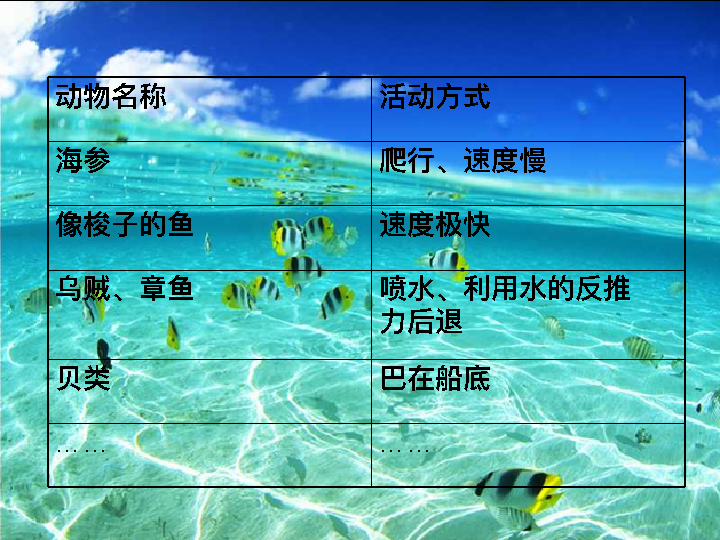 动物名称 活动方式
海参 爬行、速度慢
像梭子的鱼 速度极快
乌贼、章鱼 喷水、利用水的反推
力后退
贝类 巴在船底
…… ……